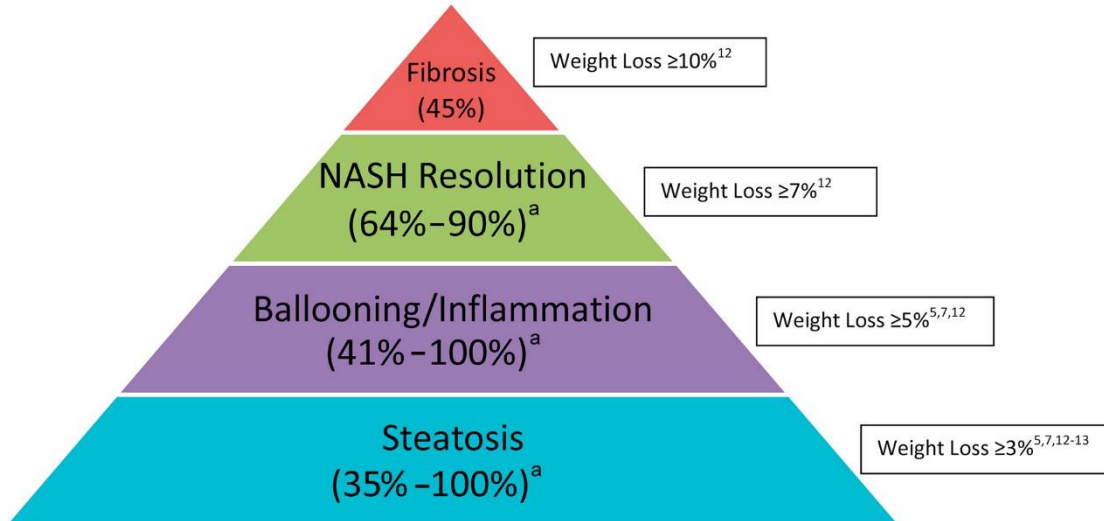 Fibrosis
(45%)
Weight Loss ≥10%12
NASH Resolution
(64%–90%)a
Weight Loss ≥7%12
Ballooning/Inflammation
(41%–100%)a
Weight Loss ≥5%5,7,12
Steatosis
(35%–100%)a
Weight Loss ≥3%5,7,12-13